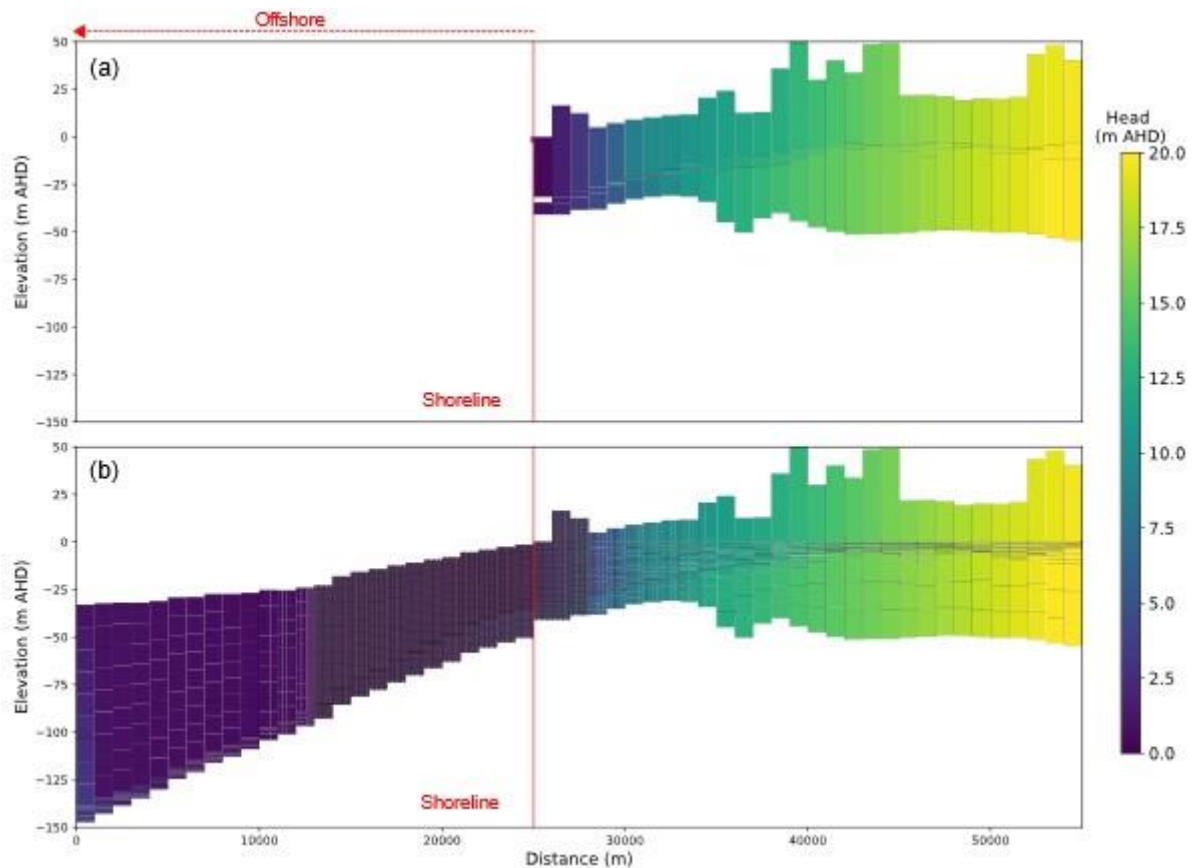 Offshore
50
(a)
25
0
−25
−50
−75
−100
−125
−150
Elevation (m AHD)
Shoreline
Head
(m AHD)
20.0
17.5
15.0
12.5
10.0
7.5
5.0
2.5
0.0
50
(b)
25
0
−25
−50
−75
−100
−125
−150
Elevation (m AHD)
Shoreline
0 10000 20000 30000 40000 50000
Distance (m)